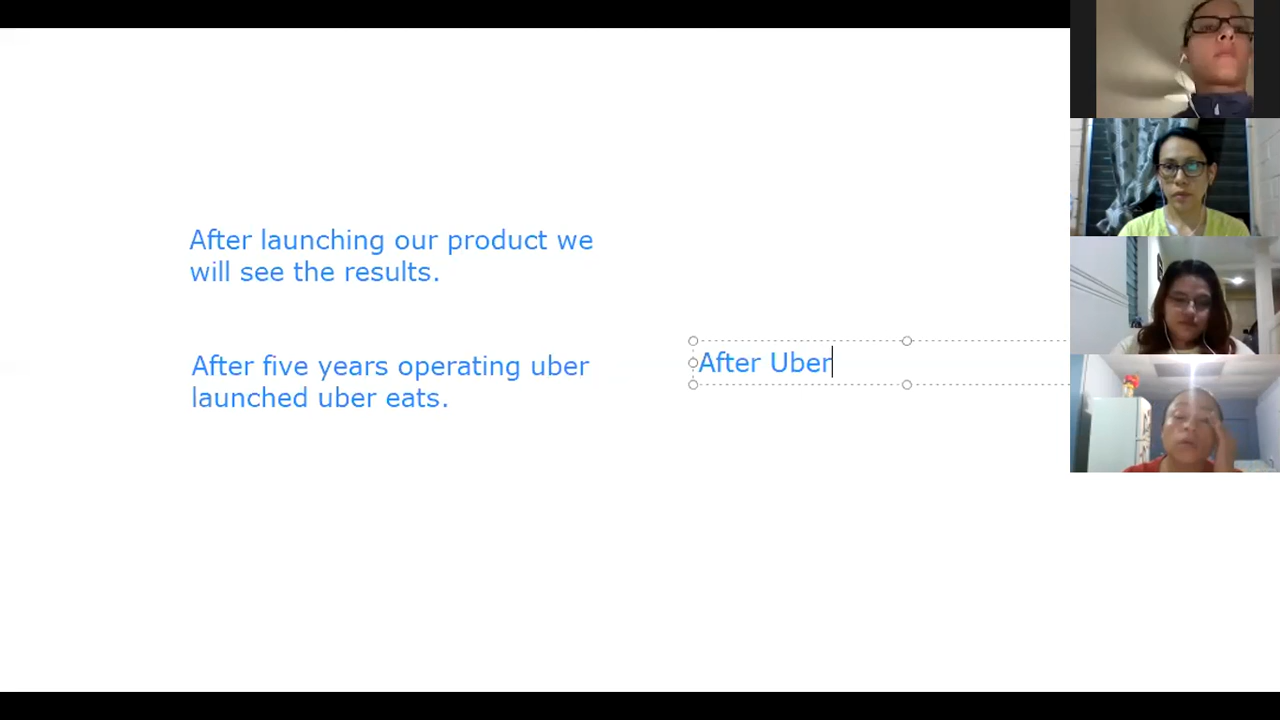 After launching our product we
will see the results.
After five years operating uber
launched uber eats.
After Uber